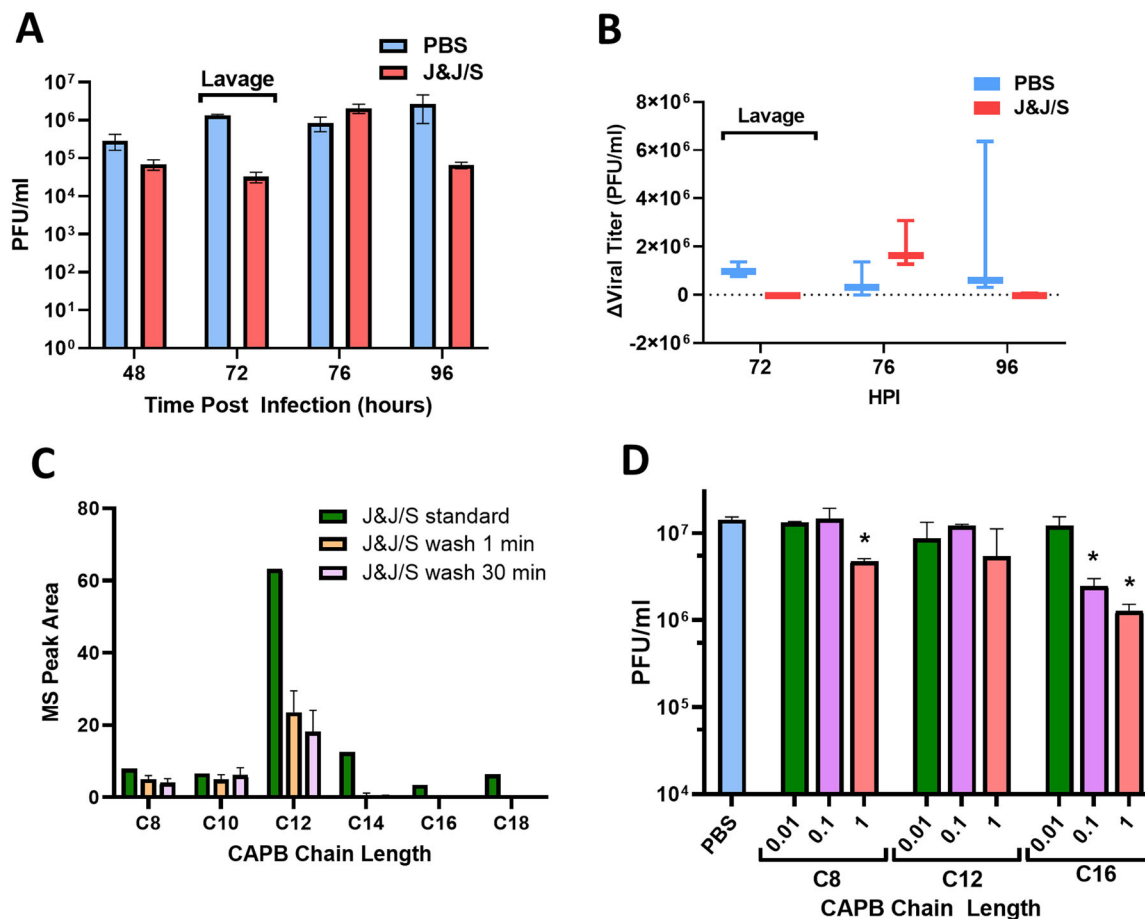 A
PBS
J&J/S
Lavage
10⁷
10⁶
10⁵
10⁴
10³
10²
10¹
10⁰
PFU/ml
48 72 76 96
Time Post Infection (hours)
B
PBS
J&J/S
Lavage
8×10⁶
6×10⁶
4×10⁶
2×10⁶
0
-2×10⁶
ΔViral Titer (PFU/ml)
72 76 96
HPI
C
J&J/S standard
J&J/S wash 1 min
J&J/S wash 30 min
80
60
40
20
0
MS Peak Area
C8 C10 C12 C14 C16 C18
CAPB Chain Length
D
10⁷
10⁶
10⁵
10⁴
PFU/ml
* * *
PBS 0.01 0.1 1 0.01 0.1 1 0.01 0.1 1
C8 C12 C16
CAPB Chain Length